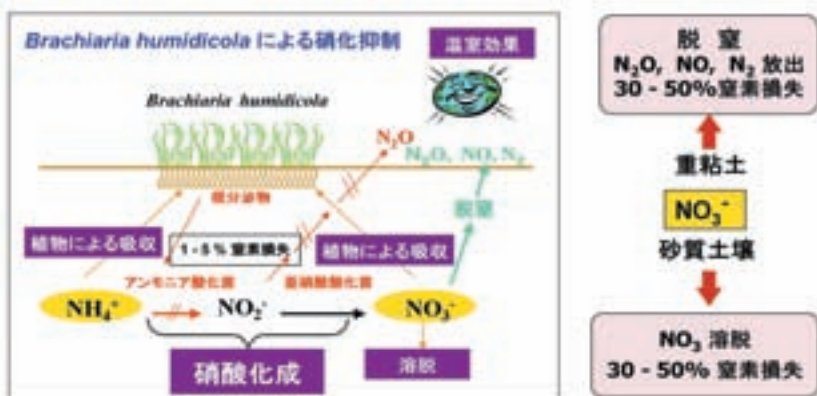 Brachiaria humidicola による硝化抑制
温室効果
Brachiaria humidicola
N₂O
N₂O, NO, N₂
根分泌物
脱窒
植物による吸収
1 - 5 % 窒素損失
植物による吸収
アンモニア酸化菌
亜硝酸酸化菌
NH₄⁺
NO₂⁻
NO₃⁻
硝酸化成
溶脱
脱 窒
N₂O, NO, N₂ 放出
30 - 50% 窒素損失
重粘土
NO₃⁻
砂質土壌
NO₃ 溶脱
30 - 50% 窒素損失